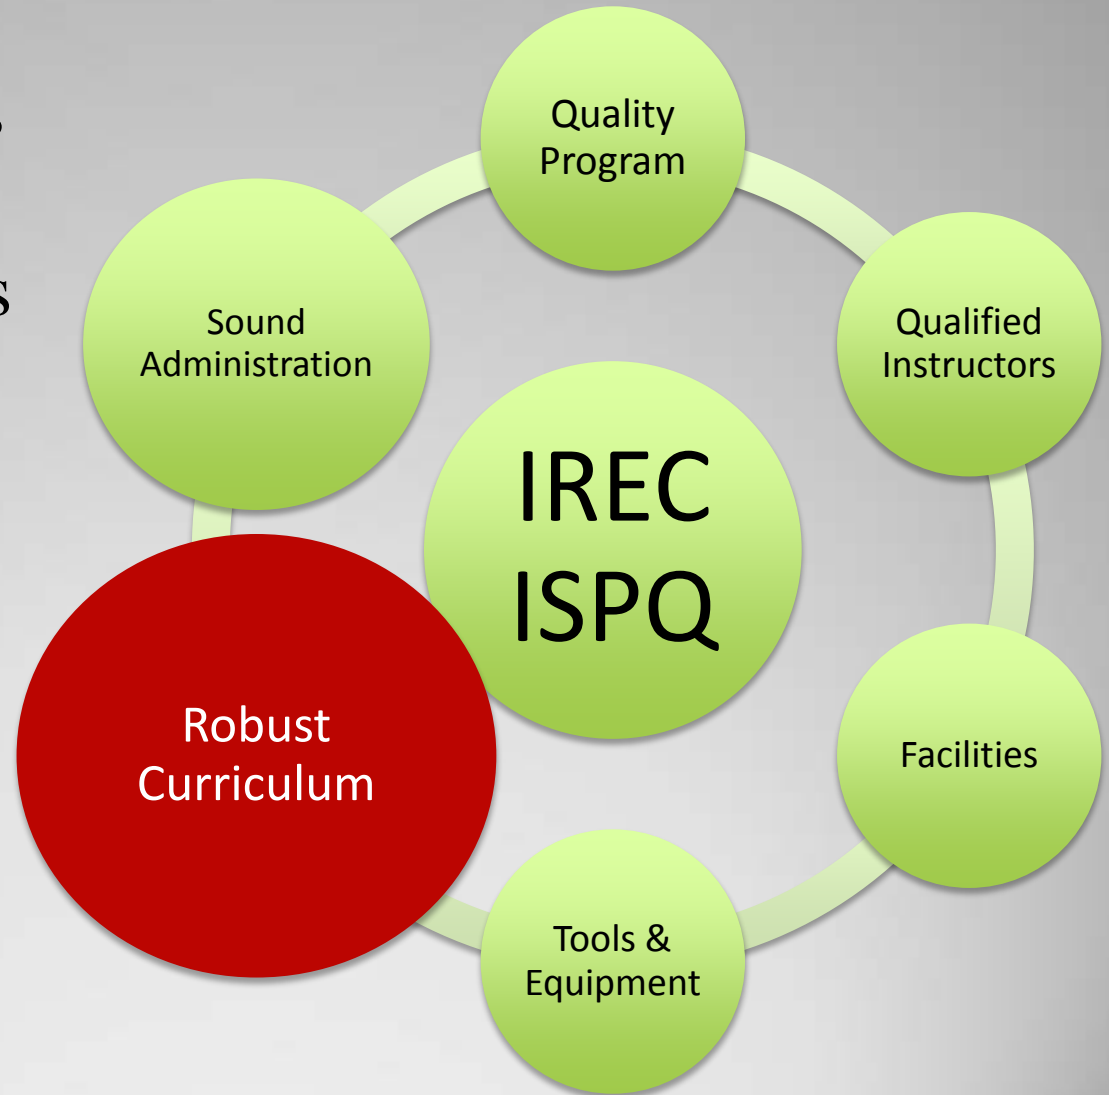 Quality
Program
Qualified
Instructors
Facilities
Tools &
Equipment
Robust
Curriculum
Sound
Administration
IREC
ISPQ